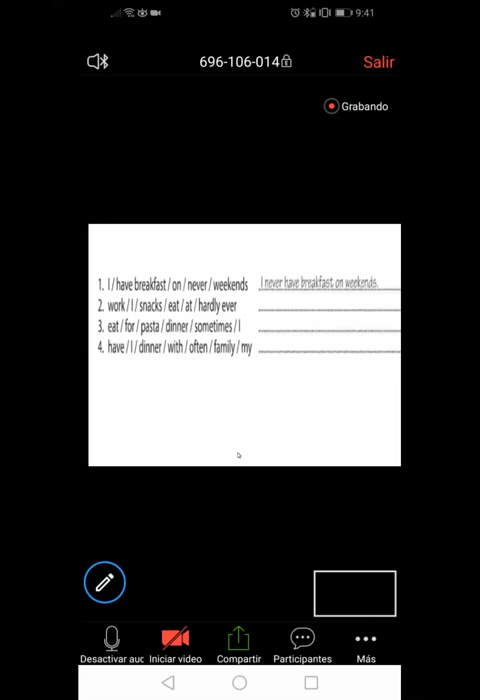 9:41
696-106-014
Salir
Grabando
1. I / have breakfast / on / never / weekends I never have breakfast on weekends.
2. work / I / snacks / eat / at / hardly ever
3. eat / for / pasta / dinner / sometimes / I
4. have / I / dinner / with / often / family / my
Desactivar auc Iniciar video Compartir Participantes Más